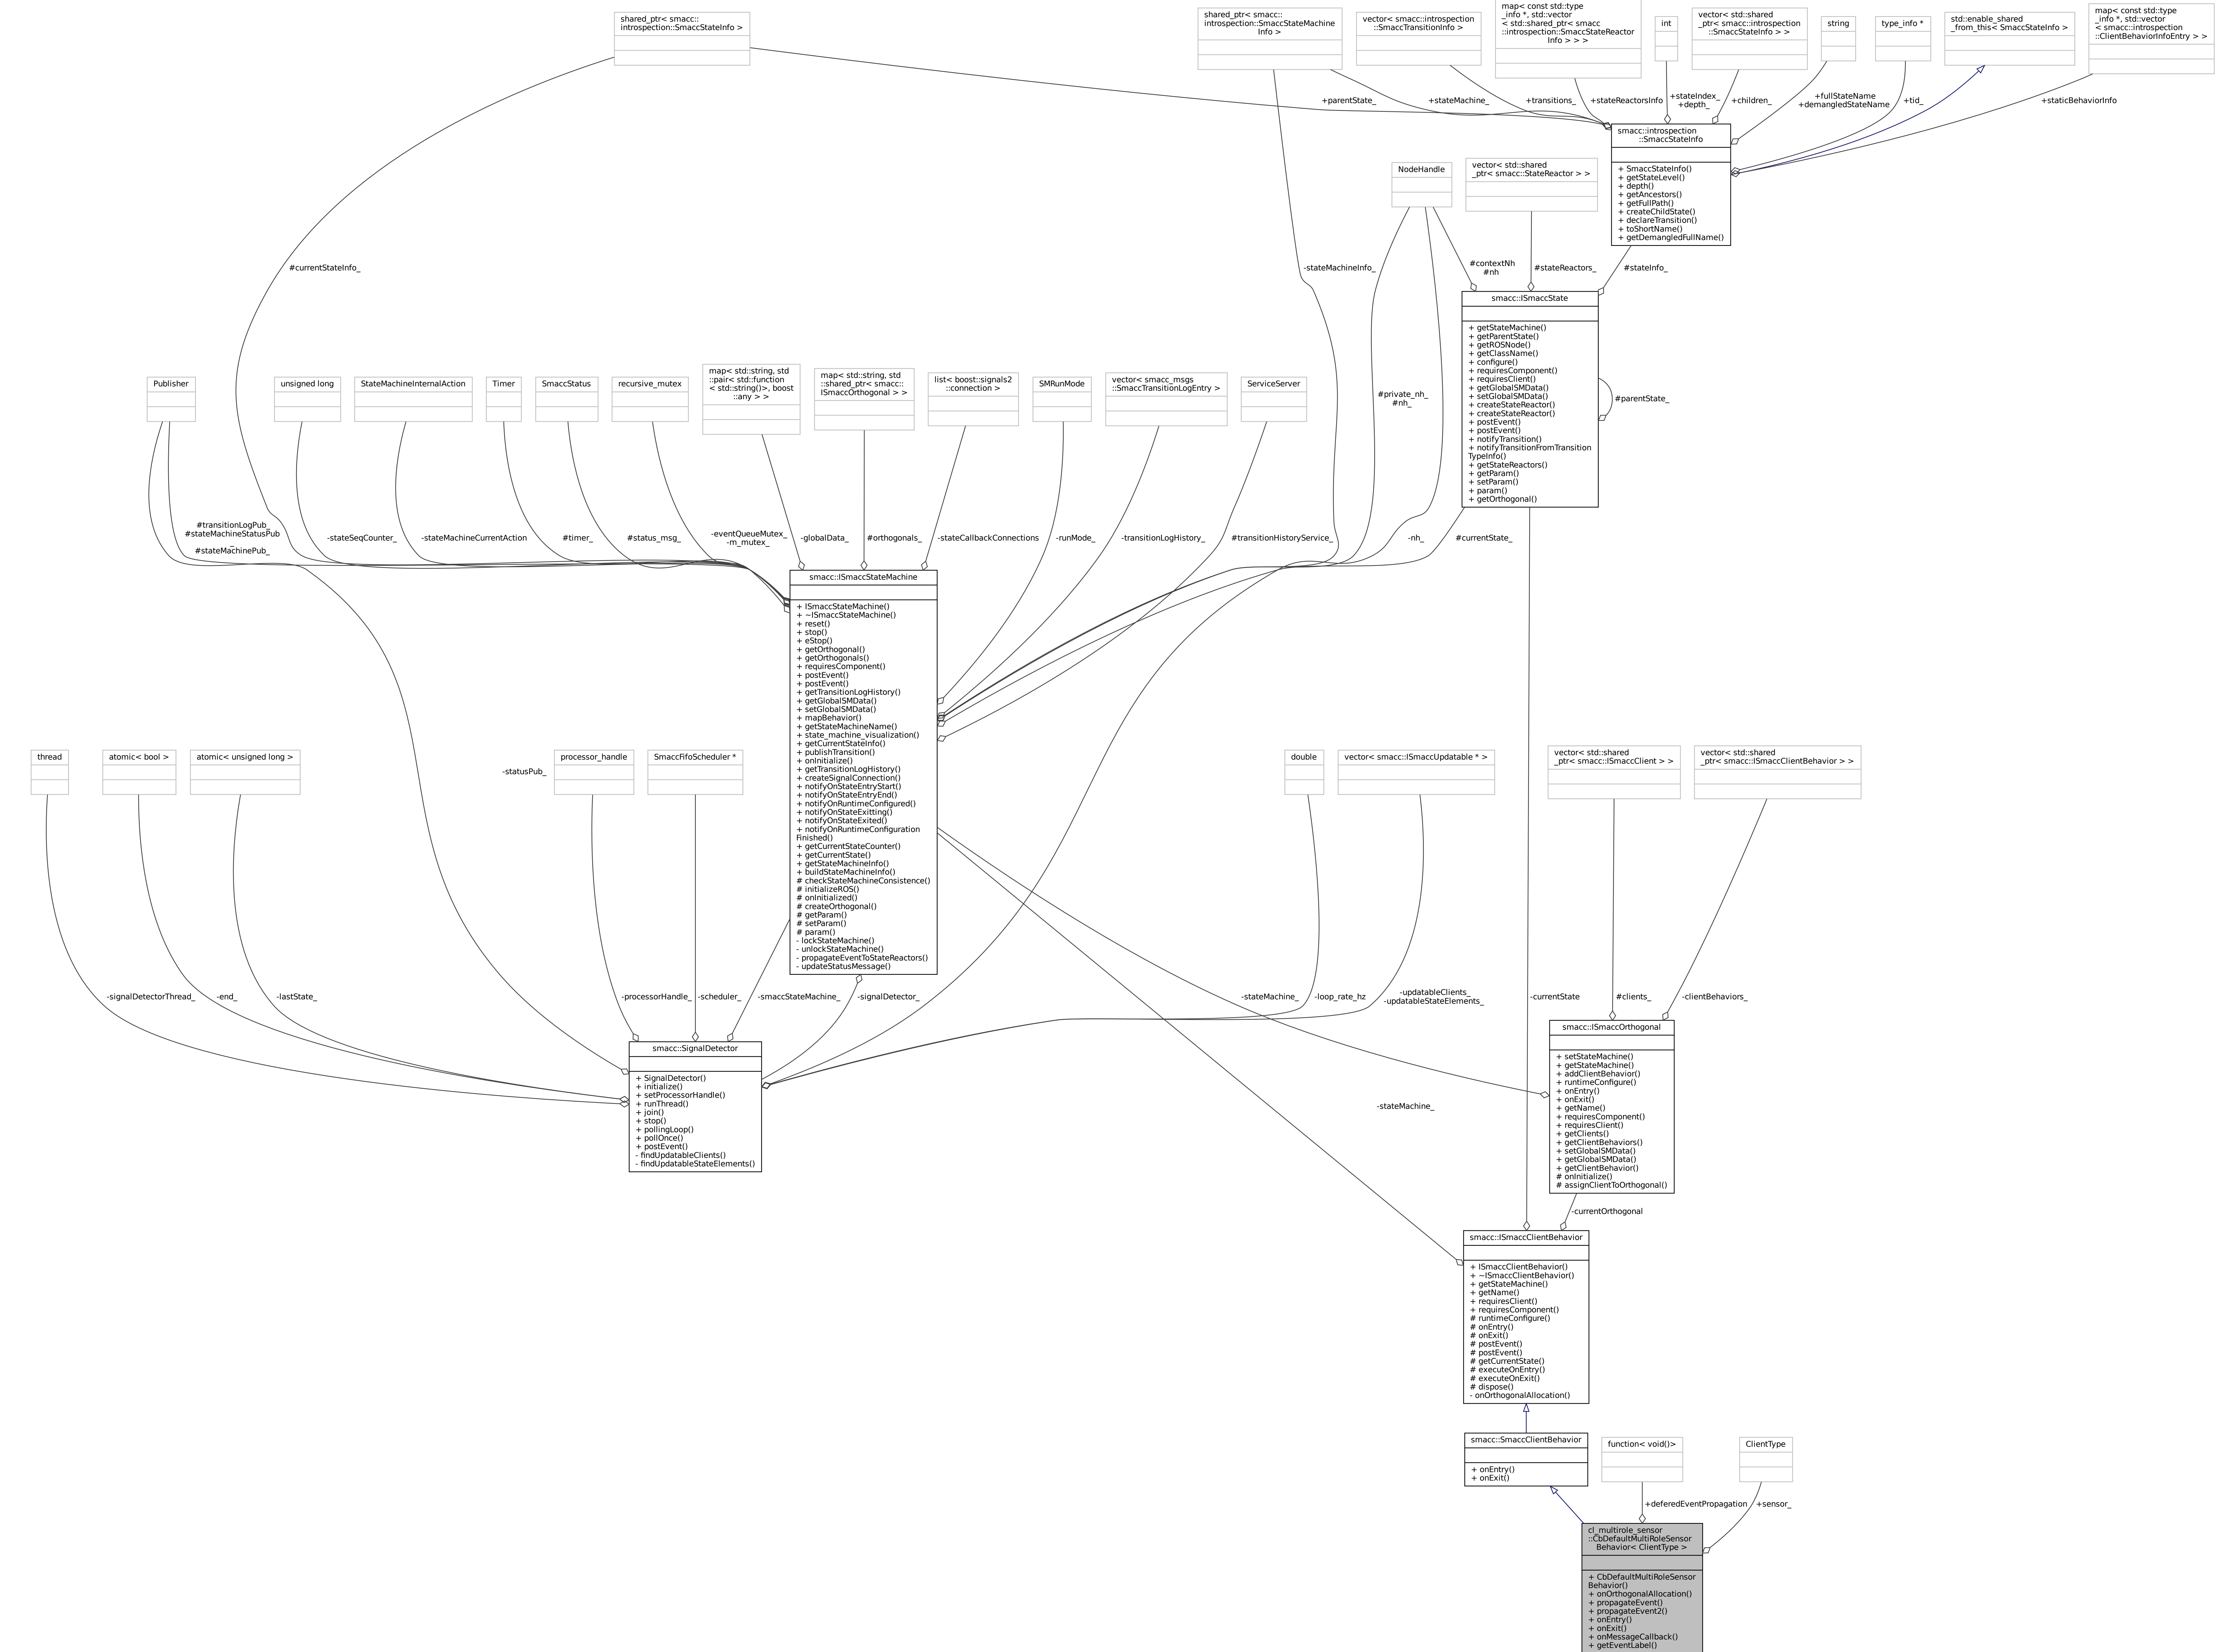 shared_ptr< smacc::
introspection::SmaccStateInfo >
shared_ptr< smacc::
introspection::SmaccStateMachine
Info >
vector< smacc::introspection
::SmaccTransitionInfo >
map< const std::type
_info *, std::vector
< std::shared_ptr< smacc
::introspection::SmaccStateReactor
Info > > >
int
vector< std::shared
_ptr< smacc::introspection
::SmaccStateInfo > >
string
type_info *
std::enable_shared
_from_this< SmaccStateInfo >
map< const std::type
_info *, std::vector
< smacc::introspection
::ClientBehaviorInfoEntry > >
+parentState_
+stateMachine_
+transitions_
+stateReactorsInfo
+stateIndex_
+depth_
+children_
+fullStateName
+demangledStateName
+tid_
+staticBehaviorInfo
smacc::introspection
::SmaccStateInfo
+ SmaccStateInfo()
+ getStateLevel()
+ depth()
+ getAncestors()
+ getFullPath()
+ createChildState()
+ declareTransition()
+ toShortName()
+ getDemangledFullName()
NodeHandle
vector< std::shared
_ptr< smacc::StateReactor > >
#currentStateInfo_
-stateMachineInfo_
#contextNh
#nh
#stateReactors_
#stateInfo_
smacc::ISmaccState
+ getStateMachine()
+ getParentState()
+ getROSNode()
+ getClassName()
+ configure()
+ requiresComponent()
+ requiresClient()
+ getGlobalSMData()
+ setGlobalSMData()
+ createStateReactor()
+ createStateReactor()
+ postEvent()
+ postEvent()
+ notifyTransition()
+ notifyTransitionFromTransition
TypeInfo()
+ getStateReactors()
+ getParam()
+ setParam()
+ param()
+ getOrthogonal()
#parentState_
#private_nh_
#nh_
Publisher
unsigned long
StateMachineInternalAction
Timer
SmaccStatus
recursive_mutex
map< std::string, std
::pair< std::function
< std::string()>, boost
::any > >
map< std::string, std
::shared_ptr< smacc::
ISmaccOrthogonal > >
list< boost::signals2
::connection >
SMRunMode
vector< smacc_msgs
::SmaccTransitionLogEntry >
ServiceServer
#transitionLogPub_
#stateMachineStatusPub
_
#stateMachinePub_
-stateSeqCounter_
-stateMachineCurrentAction
#timer_
#status_msg_
-eventQueueMutex_
-m_mutex_
-globalData_
#orthogonals_
-stateCallbackConnections
-runMode_
-transitionLogHistory_
#transitionHistoryService_
-nh_
#currentState_
smacc::ISmaccStateMachine
+ ISmaccStateMachine()
+ ~ISmaccStateMachine()
+ reset()
+ stop()
+ eStop()
+ getOrthogonal()
+ getOrthogonals()
+ requiresComponent()
+ postEvent()
+ postEvent()
+ getTransitionLogHistory()
+ getGlobalSMData()
+ setGlobalSMData()
+ mapBehavior()
+ getStateMachineName()
+ state_machine_visualization()
+ getCurrentStateInfo()
+ publishTransition()
+ onInitialize()
+ getTransitionLogHistory()
+ createSignalConnection()
+ notifyOnStateEntryStart()
+ notifyOnStateEntryEnd()
+ notifyOnRuntimeConfigured()
+ notifyOnStateExitting()
+ notifyOnStateExited()
+ notifyOnRuntimeConfiguration
Finished()
+ getCurrentStateCounter()
+ getCurrentState()
+ getStateMachineInfo()
+ buildStateMachineInfo()
# checkStateMachineConsistence()
# initializeROS()
# onInitialized()
# createOrthogonal()
# getParam()
# setParam()
# param()
- lockStateMachine()
- unlockStateMachine()
- propagateEventToStateReactors()
- updateStatusMessage()
thread
atomic< bool >
atomic< unsigned long >
-statusPub_
processor_handle
SmaccFifoScheduler *
double
vector< smacc::ISmaccUpdatable * >
vector< std::shared
_ptr< smacc::ISmaccClient > >
vector< std::shared
_ptr< smacc::ISmaccClientBehavior > >
-signalDetectorThread_
-end_
-lastState_
-processorHandle_
-scheduler_
-smaccStateMachine_
-signalDetector_
-stateMachine_
-loop_rate_hz
-updatableClients_
-updatableStateElements_
-currentState
#clients_
-clientBehaviors_
smacc::SignalDetector
+ SignalDetector()
+ initialize()
+ setProcessorHandle()
+ runThread()
+ join()
+ stop()
+ pollingLoop()
+ pollOnce()
+ postEvent()
- findUpdatableClients()
- findUpdatableStateElements()
smacc::ISmaccOrthogonal
+ setStateMachine()
+ getStateMachine()
+ addClientBehavior()
+ runtimeConfigure()
+ onEntry()
+ onExit()
+ getName()
+ requiresComponent()
+ requiresClient()
+ getClients()
+ getClientBehaviors()
+ setGlobalSMData()
+ getGlobalSMData()
+ getClientBehavior()
# onInitialize()
# assignClientToOrthogonal()
-stateMachine_
-currentOrthogonal
smacc::ISmaccClientBehavior
+ ISmaccClientBehavior()
+ ~ISmaccClientBehavior()
+ getStateMachine()
+ getName()
+ requiresClient()
+ requiresComponent()
# runtimeConfigure()
# onEntry()
# onExit()
# postEvent()
# postEvent()
# getCurrentState()
# executeOnEntry()
# executeOnExit()
# dispose()
- onOrthogonalAllocation()
smacc::SmaccClientBehavior
+ onEntry()
+ onExit()
function< void()>
ClientType
+deferedEventPropagation
+sensor_
cl_multirole_sensor
::CbDefaultMultiRoleSensor
Behavior< ClientType >
+ CbDefaultMultiRoleSensor
Behavior()
+ onOrthogonalAllocation()
+ propagateEvent()
+ propagateEvent2()
+ onEntry()
+ onExit()
+ onMessageCallback()
+ getEventLabel()